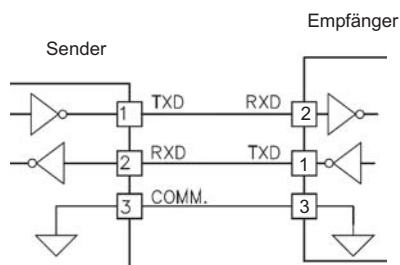 Empfänger
Sender
1 TXD RXD 2
2 RXD TXD 1
3 COMM. 3